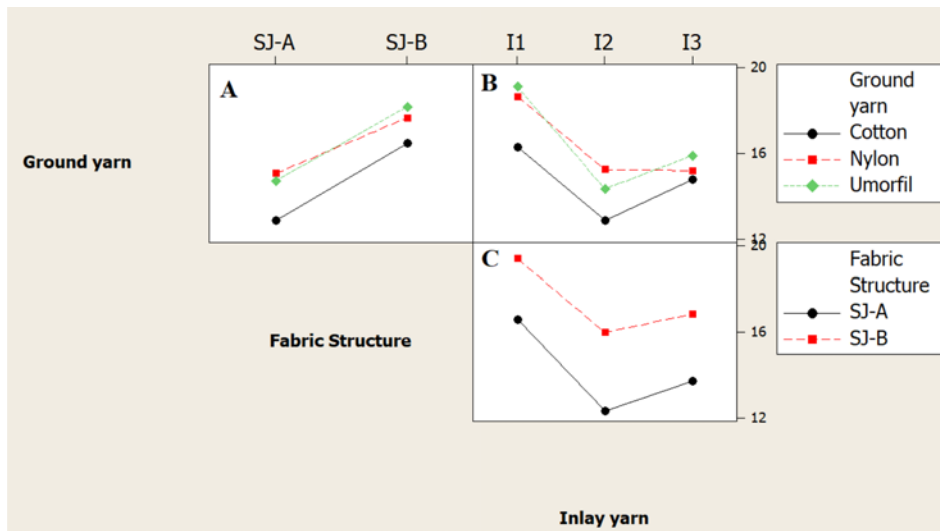 SJ-A SJ-B I1 I2 I3
A B 20 Ground
yarn
Ground yarn 16 Cotton
Nylon
Umorfil
12
20
C Fabric
Structure
Fabric Structure 16 SJ-A
SJ-B
12
Inlay yarn